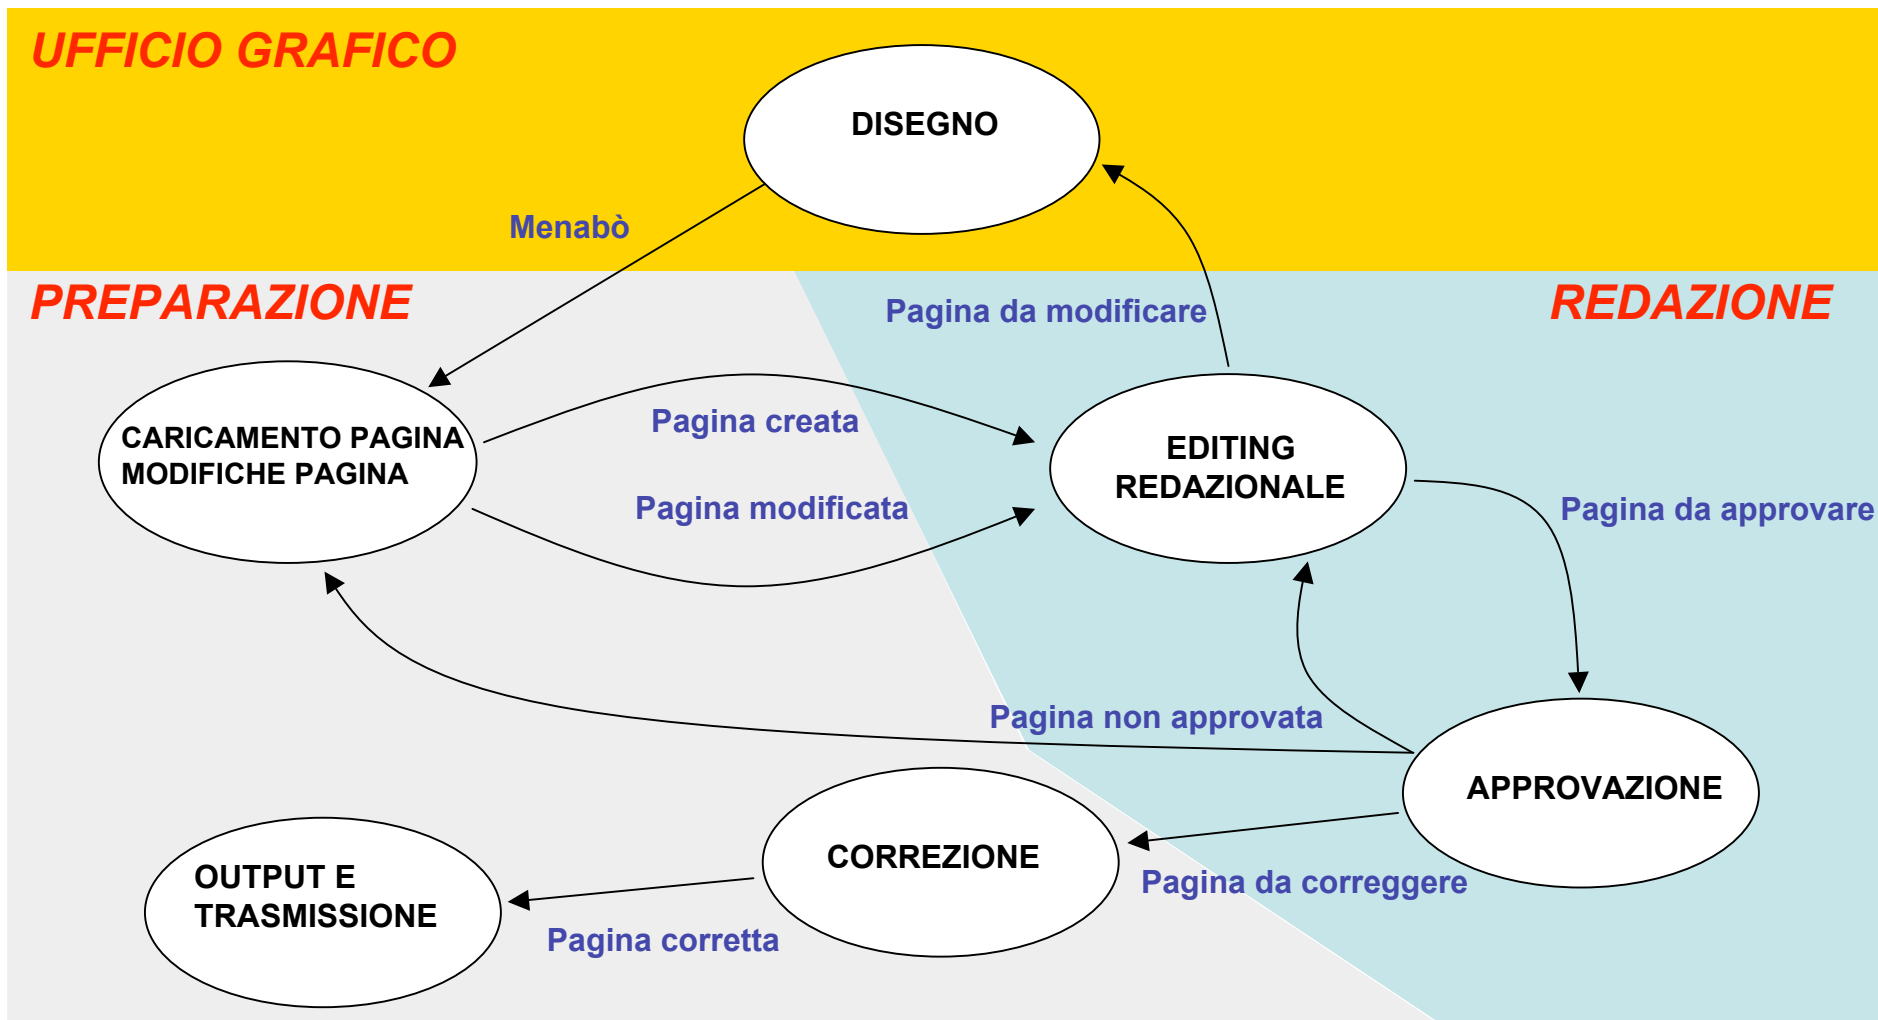 UFFICIO GRAFICO
DISEGNO
Menabò
PREPARAZIONE
Pagina da modificare
REDAZIONE
CARICAMENTO PAGINA
MODIFICHE PAGINA
Pagina creata
EDITING
REDAZIONALE
Pagina modificata
Pagina da approvare
Pagina non approvata
APPROVAZIONE
CORREZIONE
OUTPUT E
TRASMISSIONE
Pagina da correggere
Pagina corretta